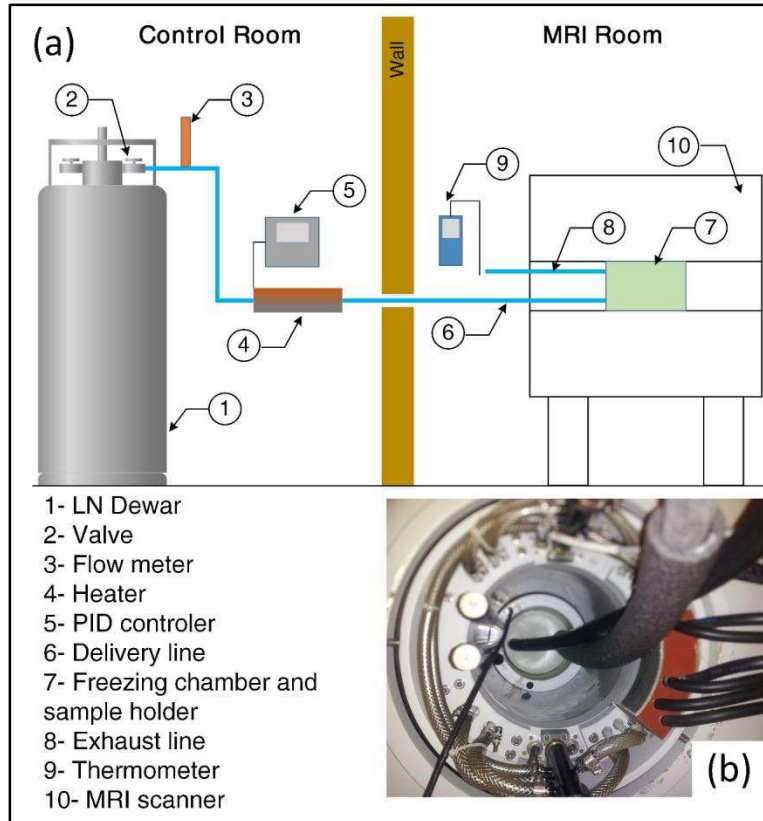 (a)
Control Room
MRI Room
Wall
2
3
5
9
10
8
7
4
6
1
1- LN Dewar
2- Valve
3- Flow meter
4- Heater
5- PID controler
6- Delivery line
7- Freezing chamber and
sample holder
8- Exhaust line
9- Thermometer
10- MRI scanner
(b)